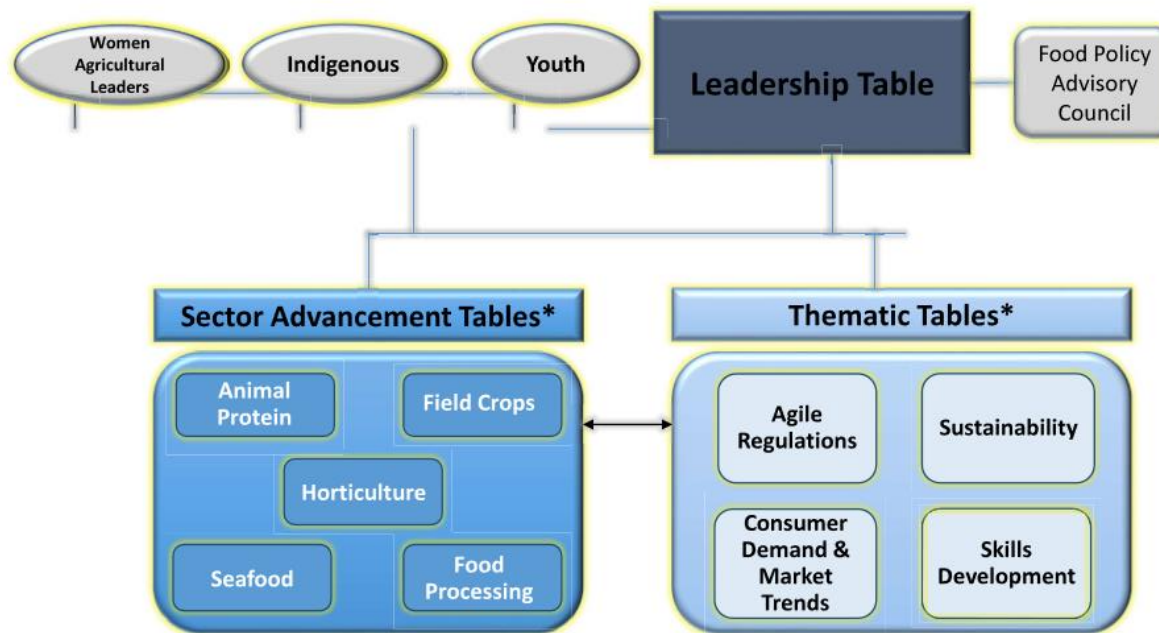 Women
Agricultural
Leaders
Indigenous
Youth
Leadership Table
Food Policy
Advisory
Council
Sector Advancement Tables*
Thematic Tables*
Animal
Protein
Field Crops
Horticulture
Seafood
Food
Processing
Agile
Regulations
Sustainability
Consumer
Demand &
Market
Trends
Skills
Development